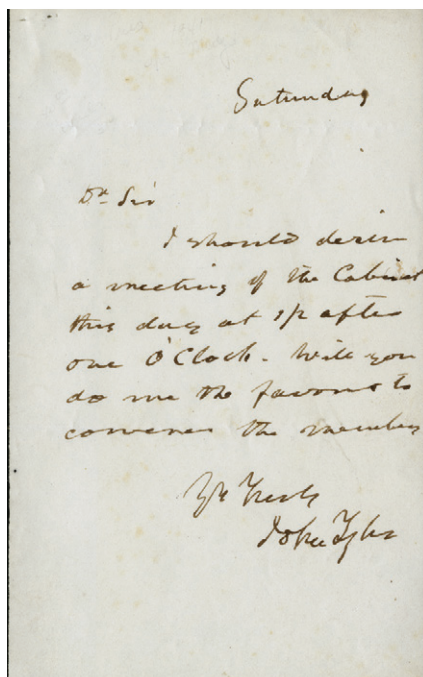 Saturday
Dr Sir
I should desire
a meeting of the Cabinet
this day at 1/2 after
one O'Clock. Will you
do me the favour to
convene the members
Yrs Truly
John Tyler